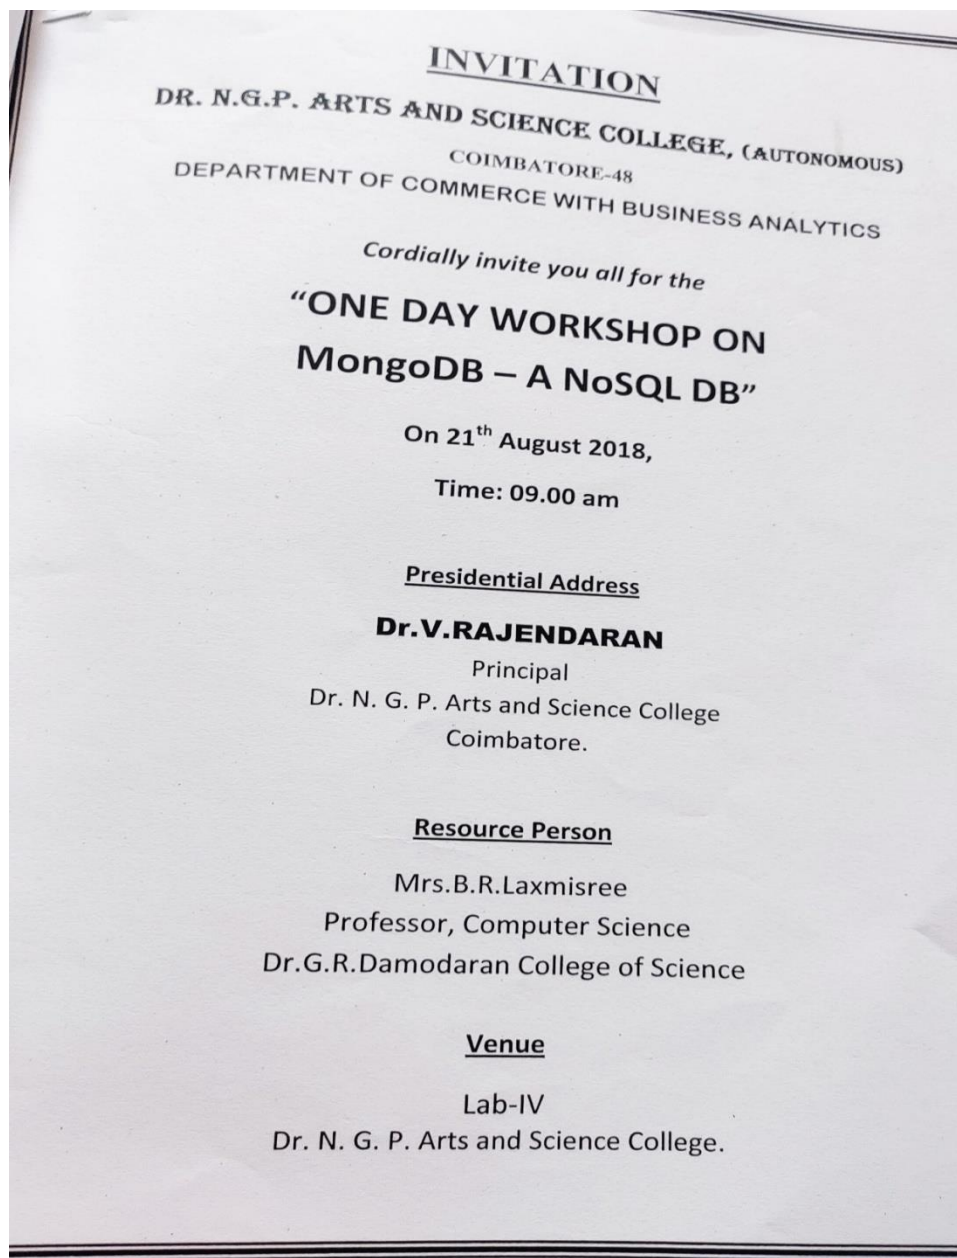 INVITATION
DR. N.G.P. ARTS AND SCIENCE COLLEGE, (AUTONOMOUS)
COIMBATORE-48
DEPARTMENT OF COMMERCE WITH BUSINESS ANALYTICS
Cordially invite you all for the
“ONE DAY WORKSHOP ON
MongoDB – A NoSQL DB”
On 21th August 2018,
Time: 09.00 am
Presidential Address
Dr.V.RAJENDARAN
Principal
Dr. N. G. P. Arts and Science College
Coimbatore.
Resource Person
Mrs.B.R.Laxmisree
Professor, Computer Science
Dr.G.R.Damodaran College of Science
Venue
Lab-IV
Dr. N. G. P. Arts and Science College.